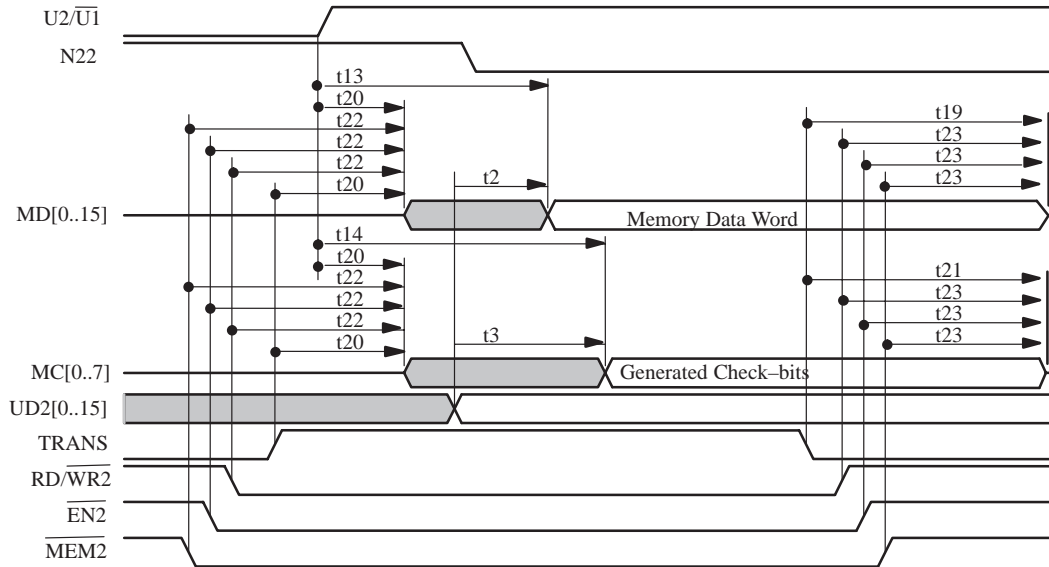 U2/U1
N22
t13
t20
t22
t22
t22
t20
t19
t23
t23
t23
t2
MD[0..15]
Memory Data Word
t14
t20
t22
t22
t22
t20
t21
t23
t23
t23
t3
MC[0..7]
Generated Check–bits
UD2[0..15]
TRANS
RD/WR2
EN2
MEM2